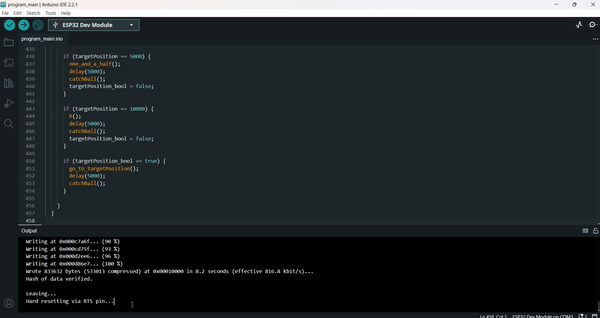 program_main | Arduino IDE 2.2.1
File Edit Sketch Tools Help
ESP32 Dev Module
program_main.ino
435
436 if (targetPosition == 5000) {
437 one_and_a_half();
438 delay(5000);
439 catchBall();
440 targetPosition_bool = false;
441 }
442
443 if (targetPosition == 10000) {
444 h();
445 delay(5000);
446 catchBall();
447 targetPosition_bool = false;
448 }
449
450 if (targetPosition_bool == true) {
451 go_to_targetPosition();
452 delay(5000);
453 catchBall();
454 }
455
456 }
457 }
458
Output
Writing at 0x000c7a6f... (90 %)
Writing at 0x000cd75f... (93 %)
Writing at 0x000d2ee6... (96 %)
Writing at 0x000d86e7... (100 %)
Wrote 833632 bytes (533013 compressed) at 0x00010000 in 8.2 seconds (effective 816.8 kbit/s)...
Hash of data verified.
Leaving...
Hard resetting via RTS pin...
Ln 458, Col 1 ESP32 Dev Module on COM3 2